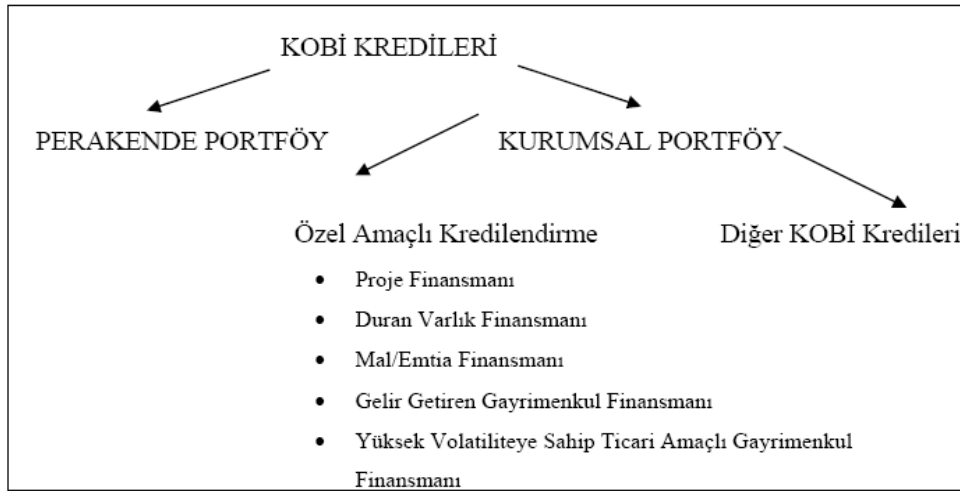 KOBİ KREDİLERİ
PERAKENDE PORTFÖY
KURUMSAL PORTFÖY
Özel Amaçlı Kredilendirme
Diğer KOBİ Kredileri
• Proje Finansmanı
• Duran Varlık Finansmanı
• Mal/Emtia Finansmanı
• Gelir Getiren Gayrimenkul Finansmanı
• Yüksek Volatiliteye Sahip Ticari Amaçlı Gayrimenkul
Finansmanı